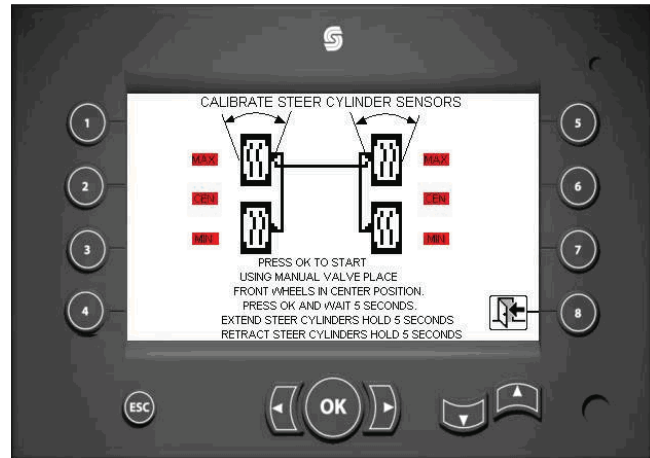 CALIBRATE STEER CYLINDER SENSORS
MAX MAX
CEN CEN
MIN MIN
PRESS OK TO START
USING MANUAL VALVE PLACE
FRONT WHEELS IN CENTER POSITION.
PRESS OK AND WAIT 5 SECONDS.
EXTEND STEER CYLINDERS HOLD 5 SECONDS
RETRACT STEER CYLINDERS HOLD 5 SECONDS
1
2
3
4
5
6
7
8
ESC
OK